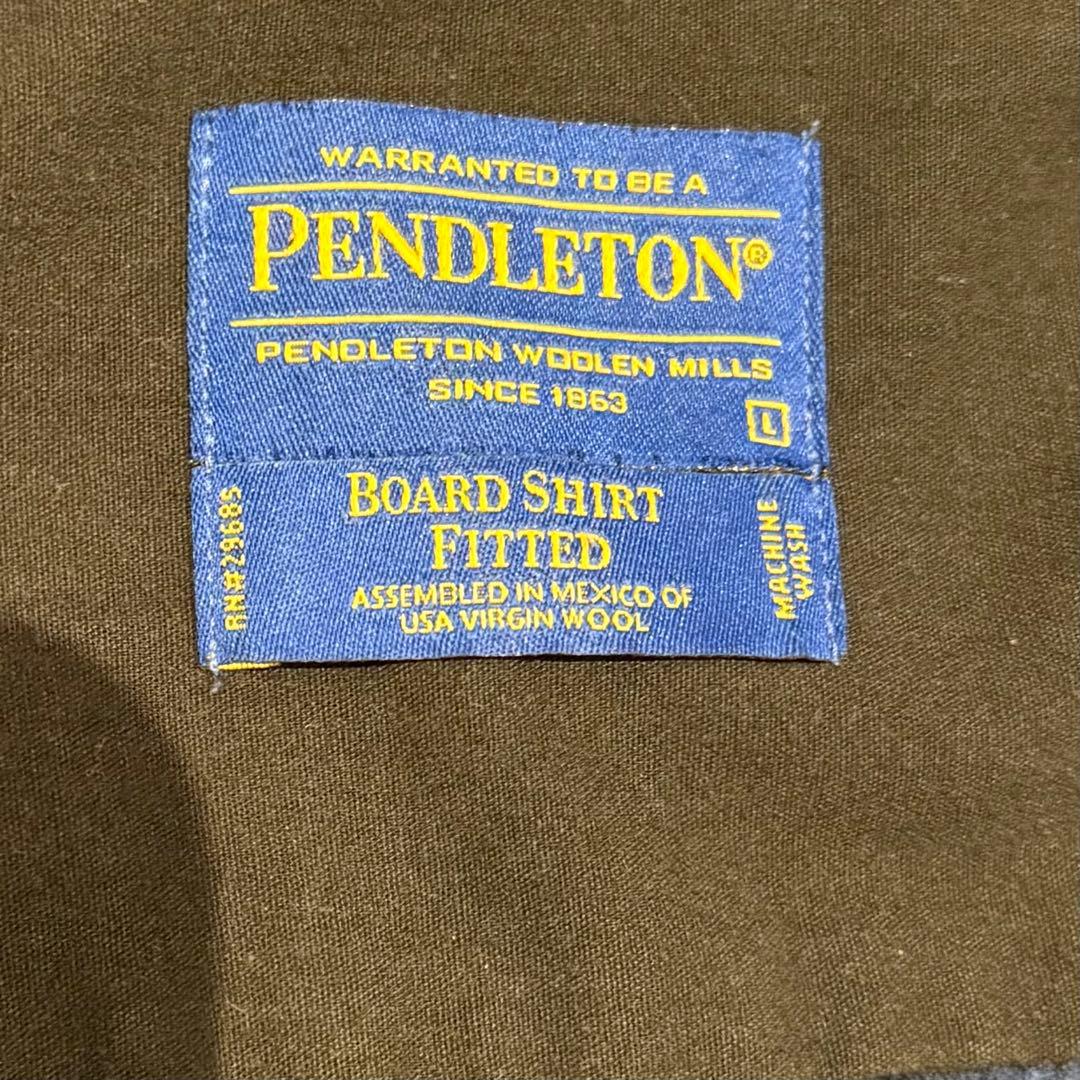 WARRANTED TO BE A
PENDLETON®
PENDLETON WOOLEN MILLS
SINCE 1863
L
BOARD SHIRT
FITTED
ASSEMBLED IN MEXICO OF
USA VIRGIN WOOL
RN#29685
MACHINE
WASH